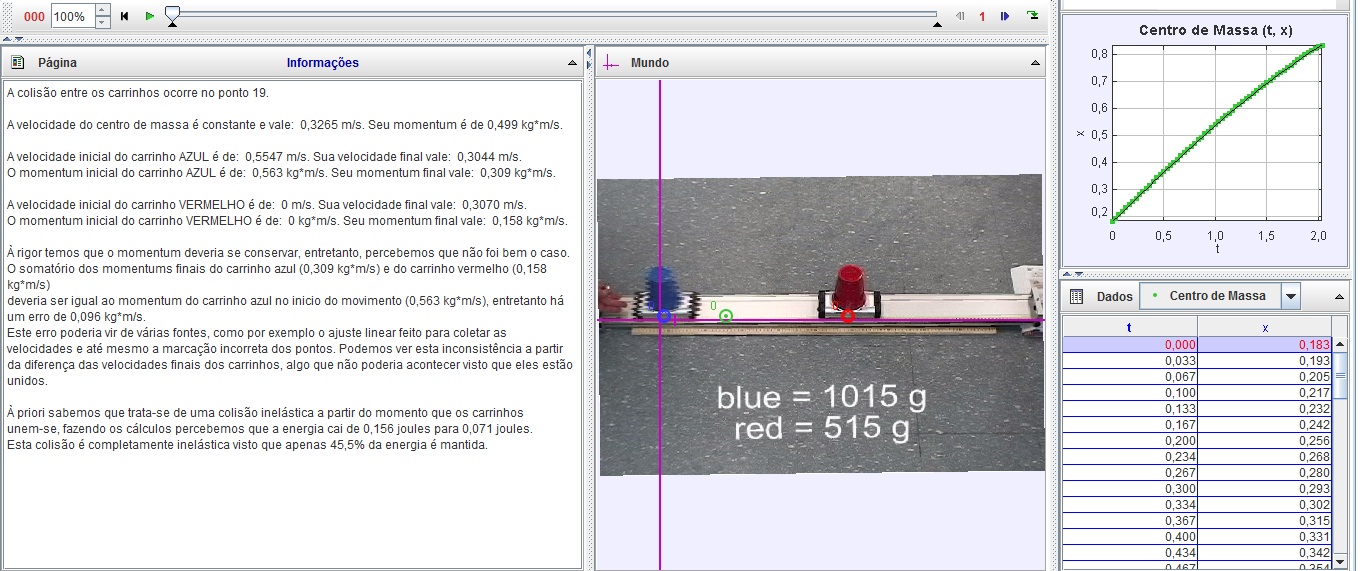 000 100% 1
Página Informações
A colisão entre os carrinhos ocorre no ponto 19.
A velocidade do centro de massa é constante e vale: 0,3265 m/s. Seu momentum é de 0,499 kg*m/s.
A velocidade inicial do carrinho AZUL é de: 0,5547 m/s. Sua velocidade final vale: 0,3044 m/s.
O momentum inicial do carrinho AZUL é de: 0,563 kg*m/s. Seu momentum final vale: 0,309 kg*m/s.
A velocidade inicial do carrinho VERMELHO é de: 0 m/s. Sua velocidade final vale: 0,3070 m/s.
O momentum inicial do carrinho VERMELHO é de: 0 kg*m/s. Seu momentum final vale: 0,158 kg*m/s.
À rigor temos que o momentum deveria se conservar, entretanto, percebemos que não foi bem o caso.
O somatório dos momentums finais do carrinho azul (0,309 kg*m/s) e do carrinho vermelho (0,158
kg*m/s)
deveria ser igual ao momentum do carrinho azul no inicio do movimento (0,563 kg*m/s), entretanto há
um erro de 0,096 kg*m/s.
Este erro poderia vir de várias fontes, como por exemplo o ajuste linear feito para coletar as
velocidades e até mesmo a marcação incorreta dos pontos. Podemos ver esta inconsistência a partir
da diferença das velocidades finais dos carrinhos, algo que não poderia acontecer visto que eles estão
unidos.
À priori sabemos que trata-se de uma colisão inelástica a partir do momento que os carrinhos
unem-se, fazendo os cálculos percebemos que a energia cai de 0,156 joules para 0,071 joules.
Esta colisão é completamente inelástica visto que apenas 45,5% da energia é mantida.
Mundo
0
blue = 1015 g
red = 515 g
Centro de Massa (t, x)
0,8
0,7
0,6
x 0,5
0,4
0,3
0,2
0 0,5 1,0 1,5 2,0
t
Dados Centro de Massa
t x
0,000 0,183
0,033 0,193
0,067 0,205
0,100 0,217
0,133 0,232
0,167 0,242
0,200 0,256
0,234 0,268
0,267 0,280
0,300 0,293
0,334 0,302
0,367 0,315
0,400 0,331
0,434 0,342
0,467 0,354